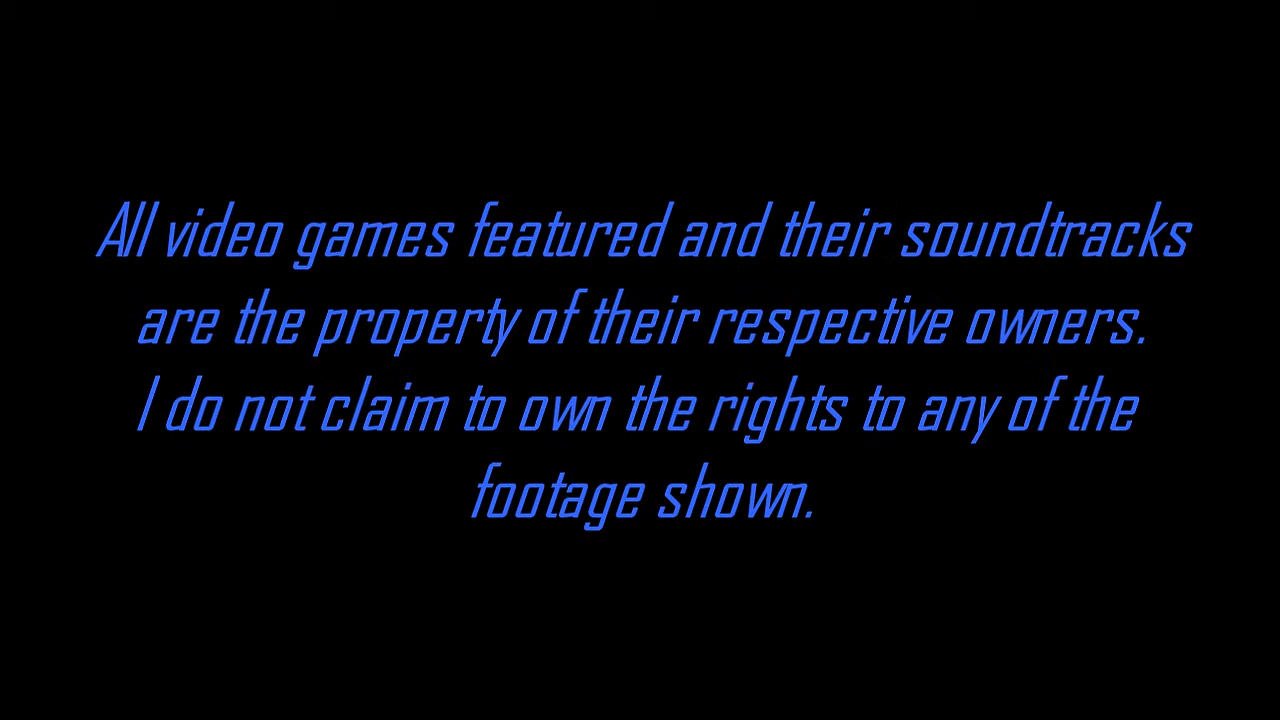 All video games featured and their soundtracks
are the property of their respective owners.
I do not claim to own the rights to any of the
footage shown.